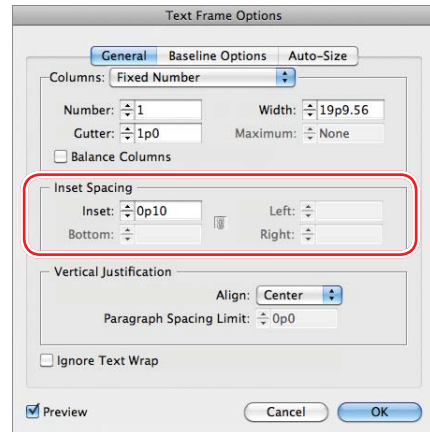 Text Frame Options
General Baseline Options Auto-Size
Columns: Fixed Number
Number: 1 Width: 19p9.56
Gutter: 1p0 Maximum: None
Balance Columns
Inset Spacing
Inset: 0p10 Left:
Bottom: Right:
Vertical Justification
Align: Center
Paragraph Spacing Limit: 0p0
Ignore Text Wrap
Preview Cancel OK